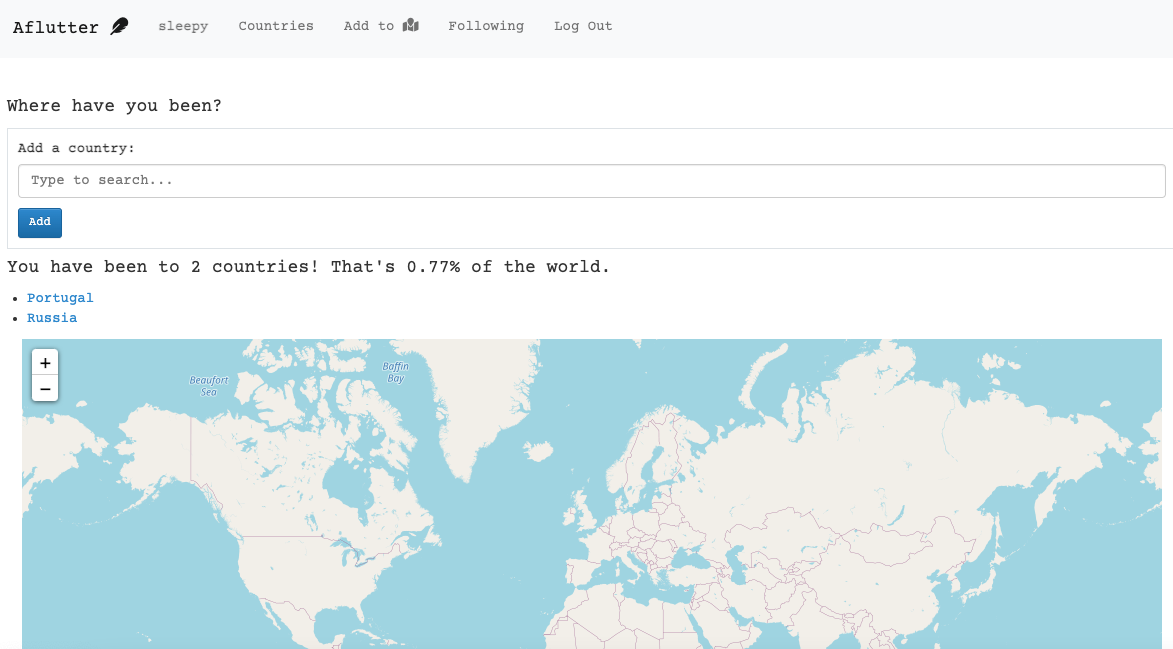 Aflutter sleepy Countries Add to Following Log Out
Where have you been?
Add a country:
Type to search...
Add
You have been to 2 countries! That's 0.77% of the world.
Portugal
Russia
+
−
Beaufort
Sea
Baffin
Bay